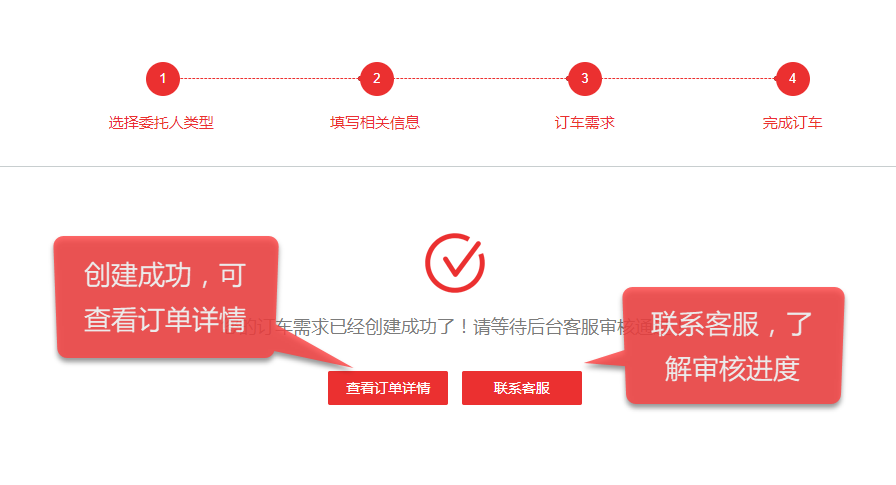 1
2
3
4
选择委托人类型
填写相关信息
订车需求
完成订车
创建成功，可
查看订单详情
的订车需求已经创建成功了！请等待后台客服审核通
联系客服，了
解审核进度
查看订单详情
联系客服